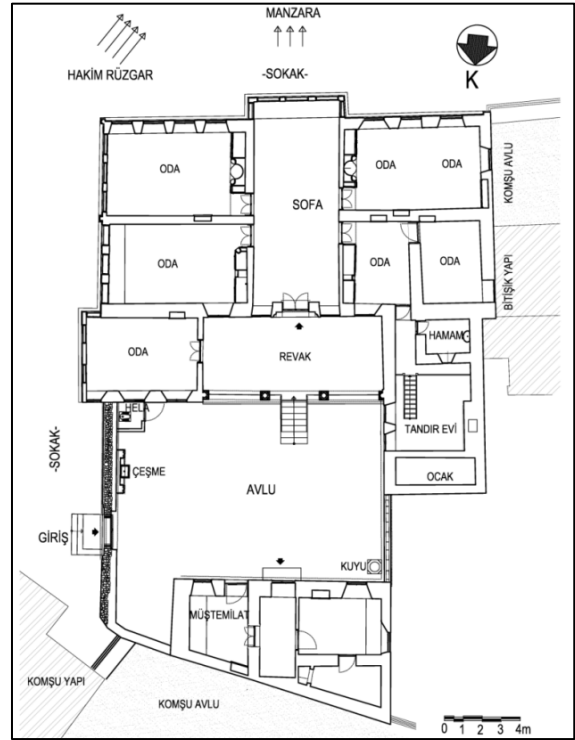 MANZARA
HAKİM RÜZGAR
-SOKAK-
K
ODA
SOFA
ODA
ODA
KOMŞU AVLU
ODA
ODA
ODA
BİTİŞİK YAPI
ODA
REVAK
HAMAM
HELA
TANDIR EVİ
-SOKAK-
ÇEŞME
AVLU
OCAK
GİRİŞ
KUYU
MÜŞTEMİLAT
KOMŞU YAPI
KOMŞU AVLU
0 1 2 3 4m